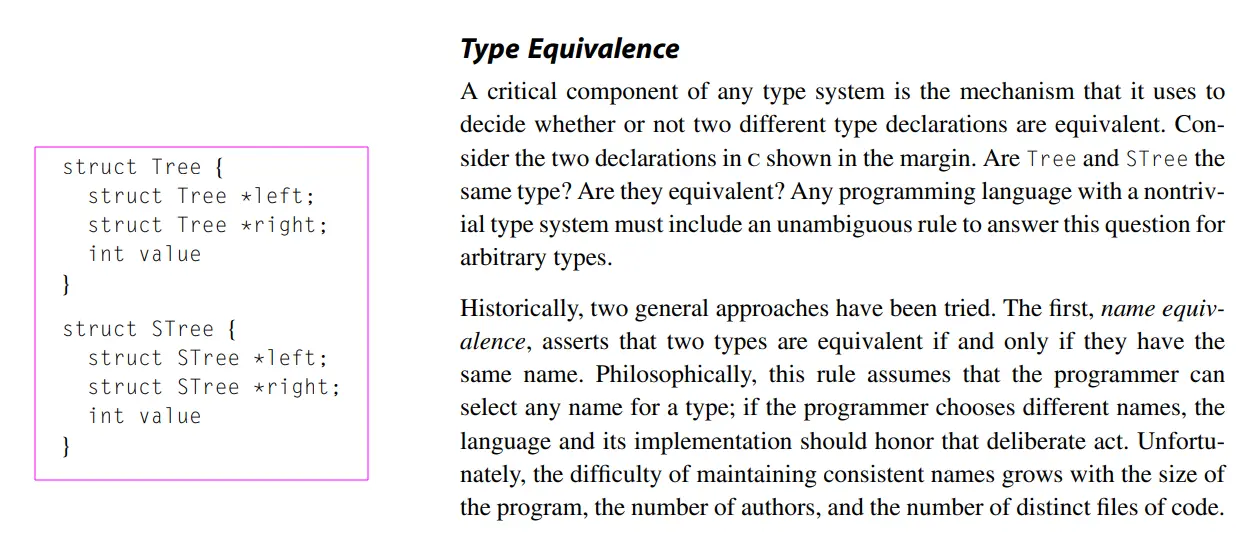 Type Equivalence
A critical component of any type system is the mechanism that it uses to
decide whether or not two different type declarations are equivalent. Con-
sider the two declarations in C shown in the margin. Are Tree and STree the
same type? Are they equivalent? Any programming language with a nontriv-
ial type system must include an unambiguous rule to answer this question for
arbitrary types.
Historically, two general approaches have been tried. The first, name equiv-
alence, asserts that two types are equivalent if and only if they have the
same name. Philosophically, this rule assumes that the programmer can
select any name for a type; if the programmer chooses different names, the
language and its implementation should honor that deliberate act. Unfortu-
nately, the difficulty of maintaining consistent names grows with the size of
the program, the number of authors, and the number of distinct files of code.
struct Tree {
  struct Tree *left;
  struct Tree *right;
  int value
}
struct STree {
  struct STree *left;
  struct STree *right;
  int value
}